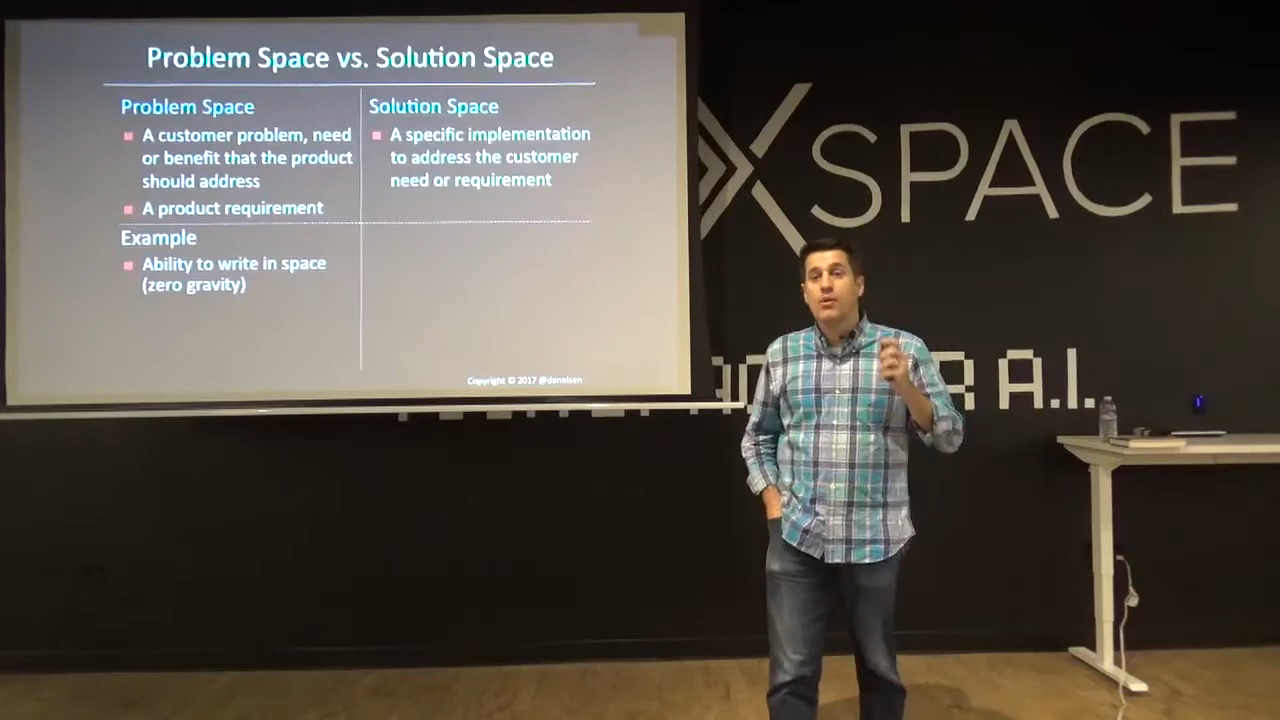 Problem Space vs. Solution Space
Problem Space
A customer problem, need
or benefit that the product
should address
A product requirement
Solution Space
A specific implementation
to address the customer
need or requirement
Example
Ability to write in space
(zero gravity)
Copyright © 2017 @danolsen
XSPACE
A.I.